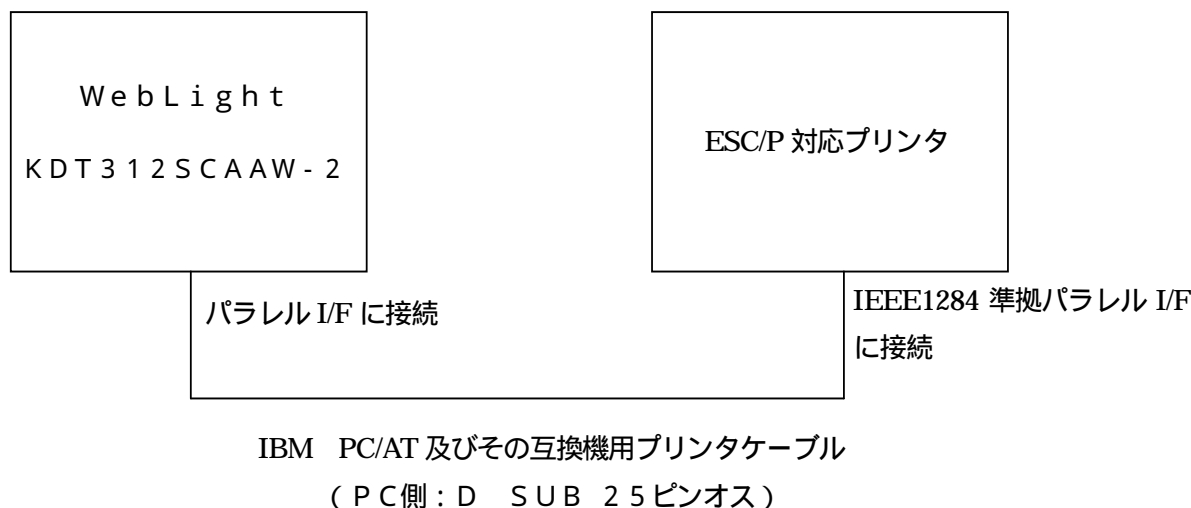 ＷｅｂＬｉｇｈｔ
ＫＤＴ３１２ＳＣＡＡＷ-２
ESC/P 対応プリンタ
パラレル I/F に接続
IEEE1284 準拠パラレル I/F
に接続
IBM　PC/AT 及びその互換機用プリンタケーブル
（ＰＣ側：Ｄ　ＳＵＢ ２５ピンオス）